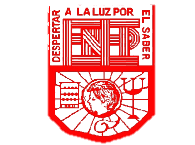 DESPERTAR
A LA LUZ POR
EL SABER
ENP